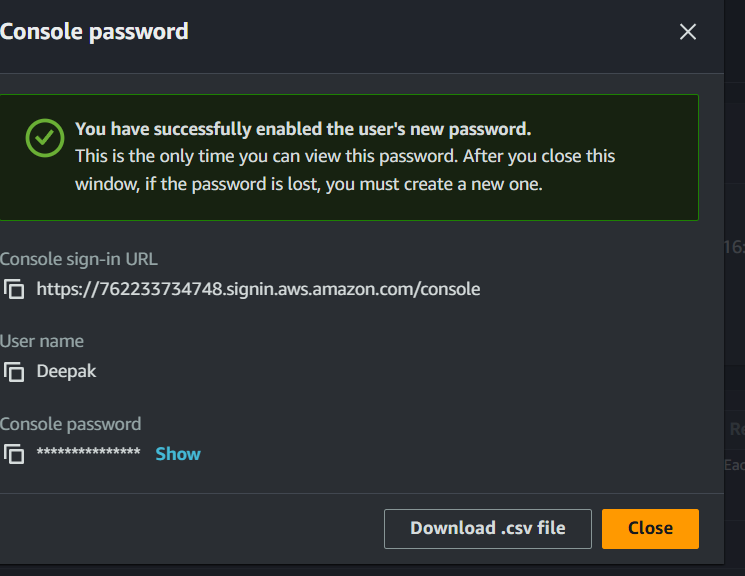 Console password
You have successfully enabled the user's new password.
This is the only time you can view this password. After you close this
window, if the password is lost, you must create a new one.
Console sign-in URL
https://762233734748.signin.aws.amazon.com/console
User name
Deepak
Console password
*************** Show
Download .csv file
Close